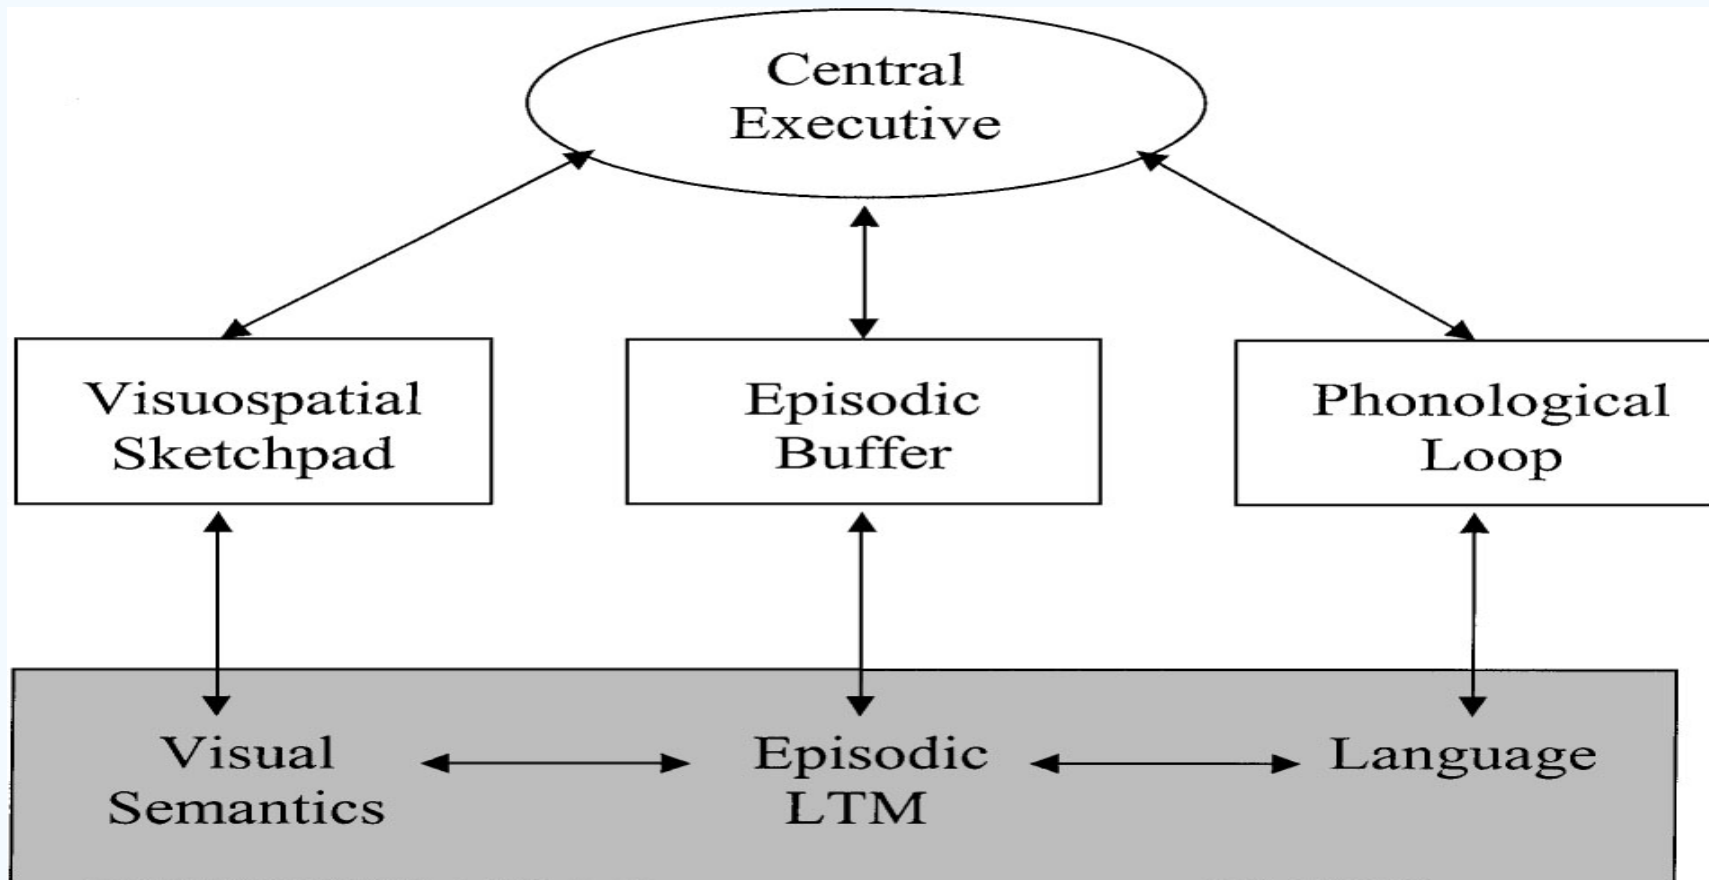 Central
Executive
Visuospatial
Sketchpad
Episodic
Buffer
Phonological
Loop
Visual
Semantics
Episodic
LTM
Language